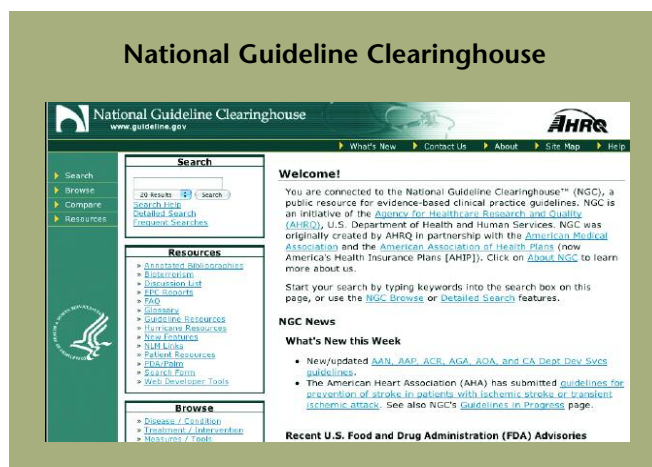 National Guideline Clearinghouse
National Guideline Clearinghouse
www.guideline.gov
AHRQ
What's New
Contact Us
About
Site Map
Help
Search
Browse
Compare
Resources
Search
20 Results
Search
Search Help
Detailed Search
Frequent Searches
Resources
» Annotated Bibliographies
» Bioterrorism
» Discussion List
» EPC Reports
» FAQ
» Glossary
» Guideline Resources
» Hurricane Resources
» New Features
» NLM Links
» Patient Resources
» PDA/Palm
» Search Form
» Web Developer Tools
Browse
» Disease / Condition
» Treatment / Intervention
» Measures / Tools
Welcome!
You are connected to the National Guideline Clearinghouse™ (NGC), a
public resource for evidence-based clinical practice guidelines. NGC is
an initiative of the Agency for Healthcare Research and Quality
(AHRQ), U.S. Department of Health and Human Services. NGC was
originally created by AHRQ in partnership with the American Medical
Association and the American Association of Health Plans (now
America's Health Insurance Plans [AHIP]). Click on About NGC to learn
more about us.
Start your search by typing keywords into the search box on this
page, or use the NGC Browse or Detailed Search features.
NGC News
What's New this Week
• New/updated AAN, AAP, ACR, AGA, AOA, and CA Dept Dev Svcs
guidelines.
• The American Heart Association (AHA) has submitted guidelines for
prevention of stroke in patients with ischemic stroke or transient
ischemic attack. See also NGC's Guidelines in Progress page.
Recent U.S. Food and Drug Administration (FDA) Advisories